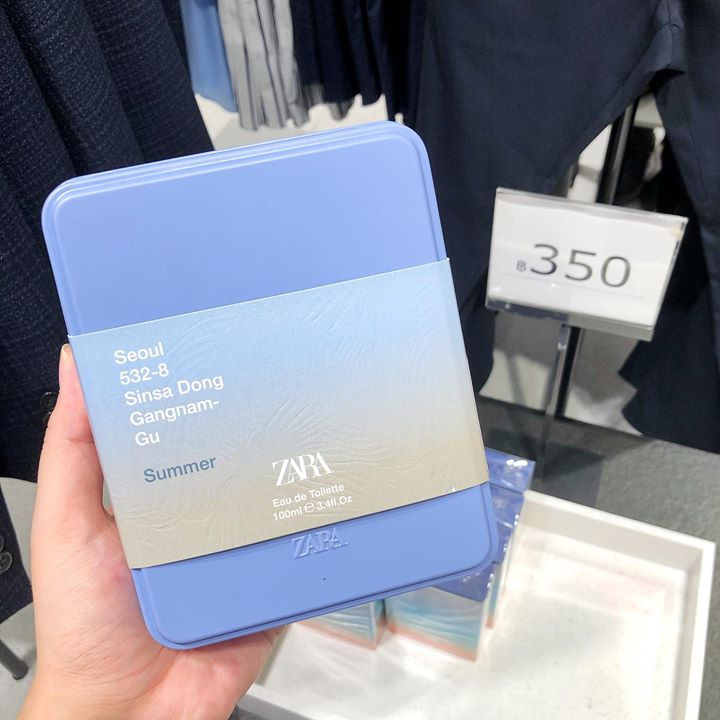 Seoul
532-8
Sinsa Dong
Gangnam-
Gu
Summer
ZARA
Eau de Toilette
100ml ℮ 3.4fl.Oz
ZARA
฿350